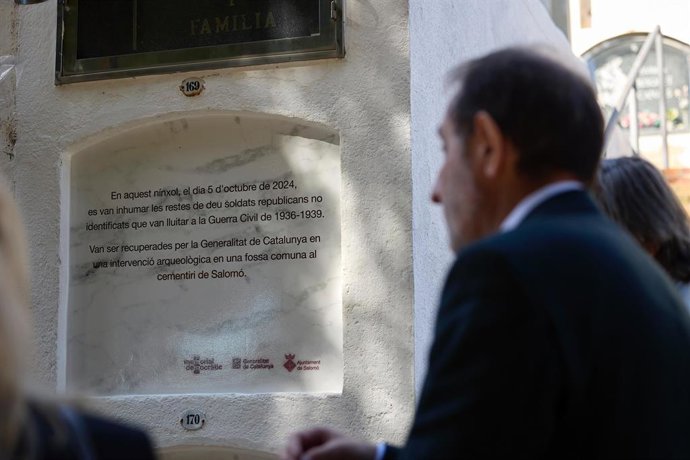 FAMILIA
169
En aquest nínxol, el dia 5 d'octubre de 2024,
es van inhumar les restes de deu soldats republicans no
identificats que van lluitar a la Guerra Civil de 1936-1939.
Van ser recuperades per la Generalitat de Catalunya en
una intervenció arqueològica en una fossa comuna al
cementiri de Salomó.
Generalitat
de Catalunya
Ajuntament
de Salomó
170